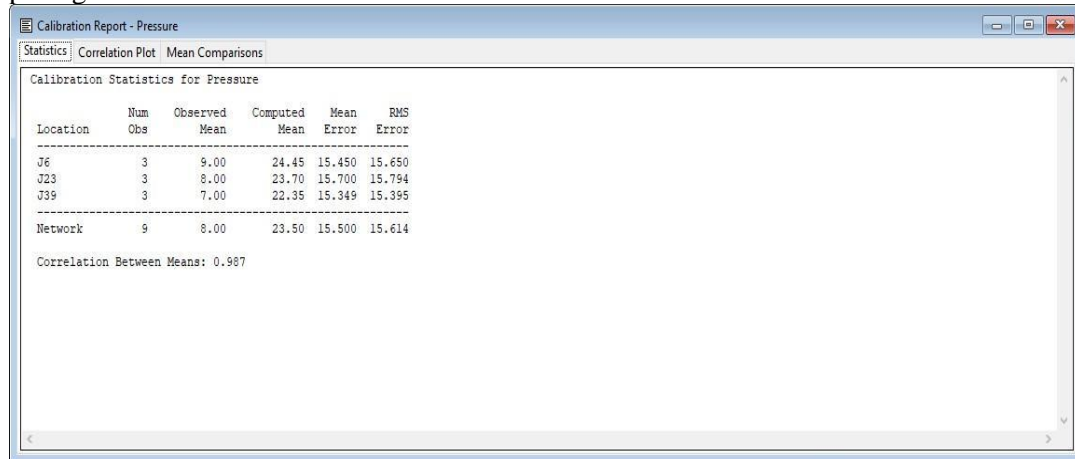 Calibration Report - Pressure
Statistics Correlation Plot Mean Comparisons
Calibration Statistics for Pressure
Num Observed Computed Mean RMS
Location Obs Mean Mean Error Error
J6 3 9.00 24.45 15.450 15.650
J23 3 8.00 23.70 15.700 15.794
J39 3 7.00 22.35 15.349 15.395
Network 9 8.00 23.50 15.500 15.614
Correlation Between Means: 0.987